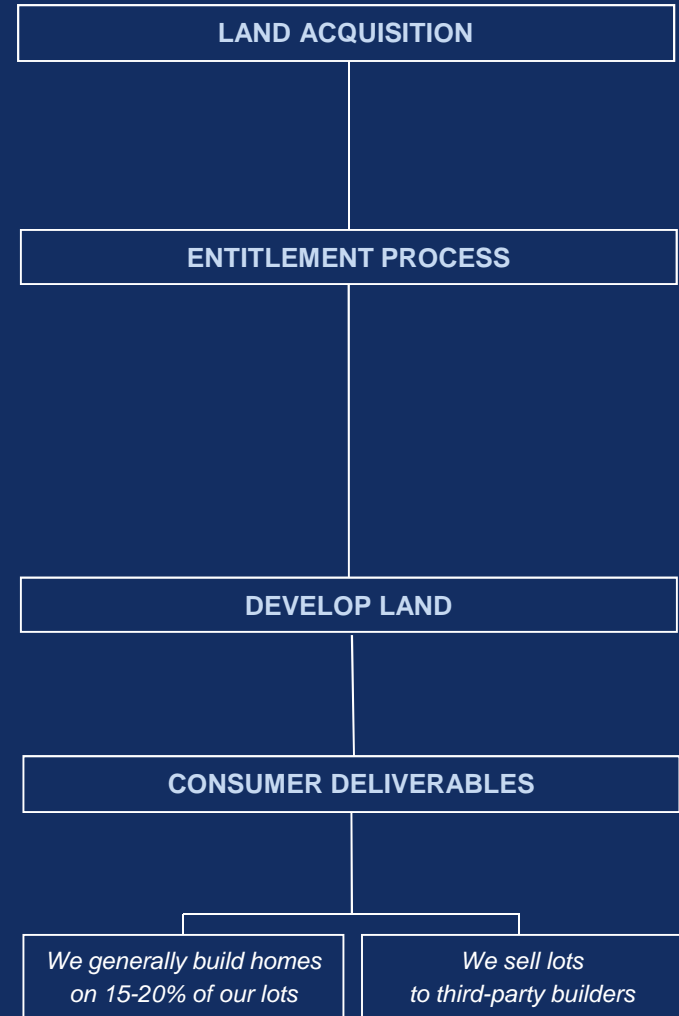 LAND ACQUISITION
ENTITLEMENT PROCESS
DEVELOP LAND
CONSUMER DELIVERABLES
We generally build homes
on 15-20% of our lots
We sell lots
to third-party builders